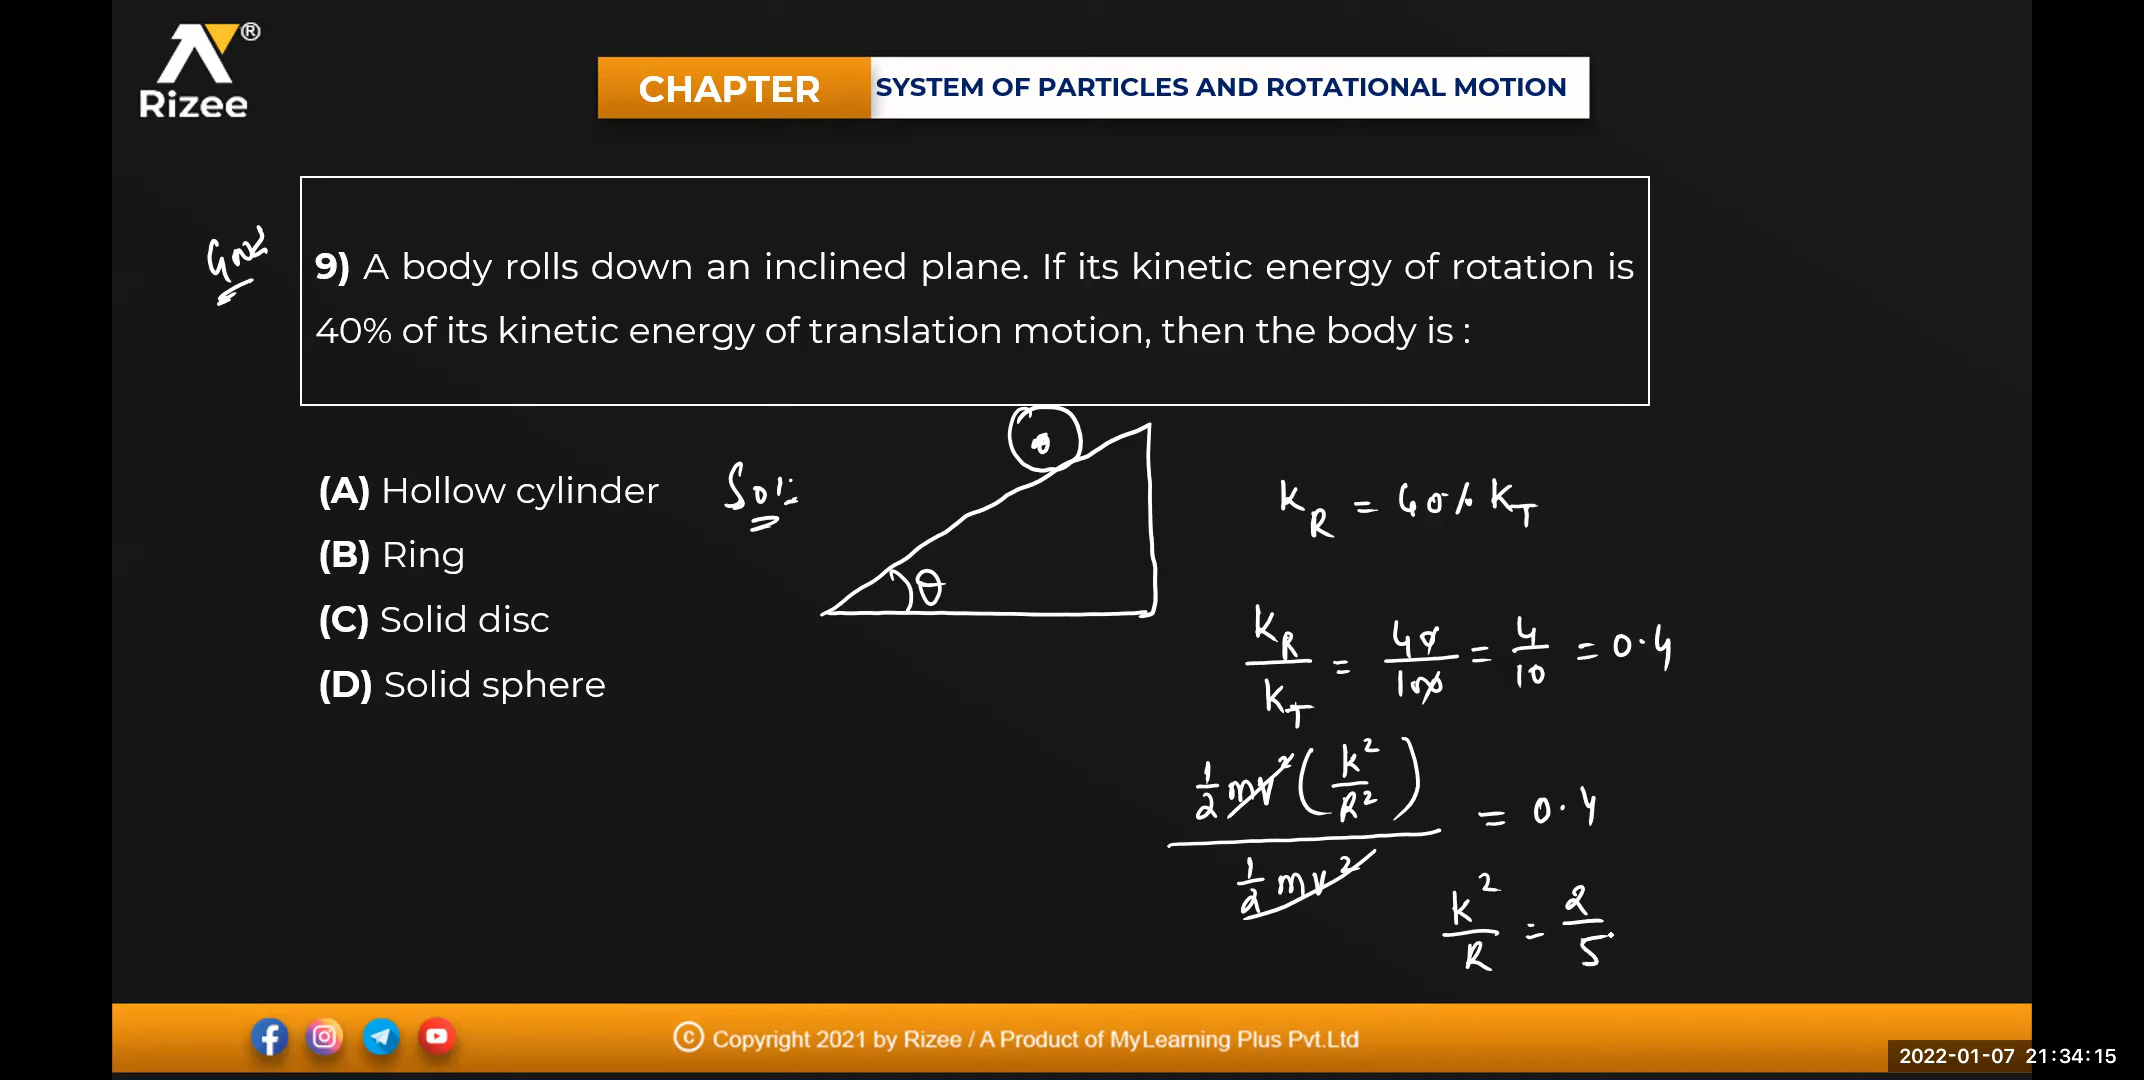 Rizee®
CHAPTER SYSTEM OF PARTICLES AND ROTATIONAL MOTION
9) A body rolls down an inclined plane. If its kinetic energy of rotation is
40% of its kinetic energy of translation motion, then the body is :
(A) Hollow cylinder
(B) Ring
(C) Solid disc
(D) Solid sphere
Sol:
θ
K_R = 40% K_T
K_R/K_T = 40/100 = 4/10 = 0.4
½mv²(k²/R²) / ½mv² = 0.4
k²/R = 2/5
© Copyright 2021 by Rizee / A Product of MyLearning Plus Pvt.Ltd
2022-01-07 21:34:15